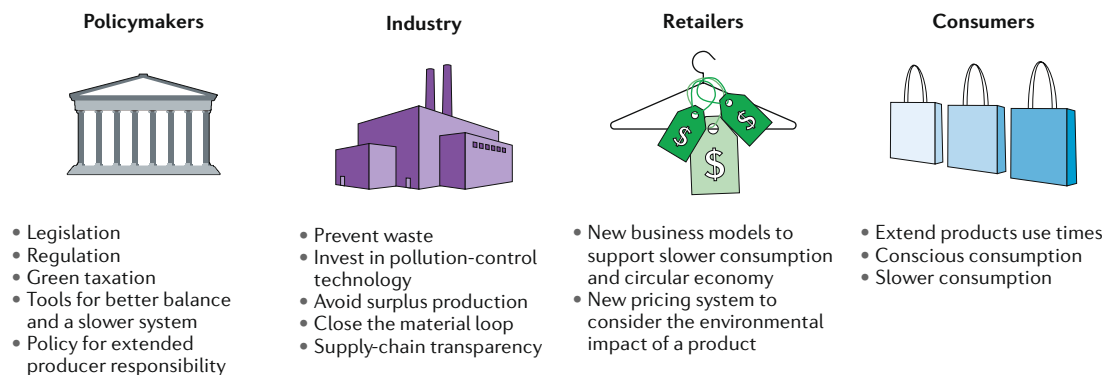 Policymakers
Industry
Retailers
Consumers
$
$
$
• Legislation
• Regulation
• Green taxation
• Tools for better balance
and a slower system
• Policy for extended
producer responsibility
• Prevent waste
• Invest in pollution-control
technology
• Avoid surplus production
• Close the material loop
• Supply-chain transparency
• New business models to
support slower consumption
and circular economy
• New pricing system to
consider the environmental
impact of a product
• Extend products use times
• Conscious consumption
• Slower consumption